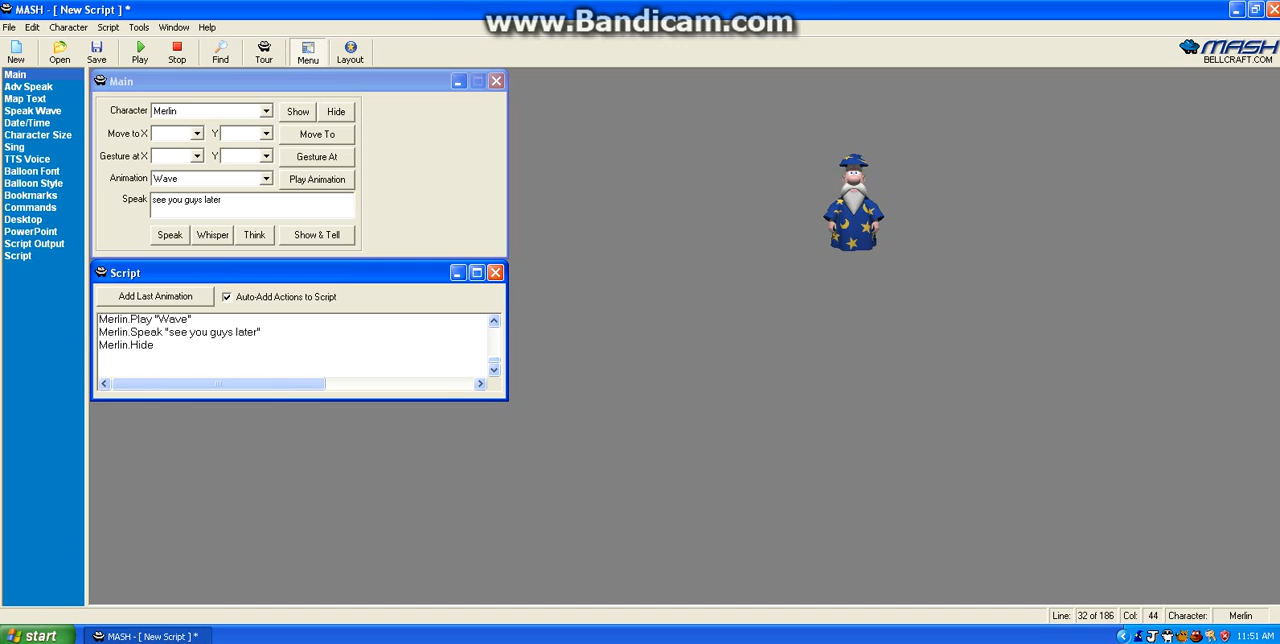 MASH - [ New Script ] *
www.Bandicam.com
File Edit Character Script Tools Window Help
New Open Save Play Stop Find Tour Menu Layout
MASH
BELLCRAFT.COM
Main
Adv Speak
Map Text
Speak Wave
Date/Time
Character Size
Sing
TTS Voice
Balloon Font
Balloon Style
Bookmarks
Commands
Desktop
PowerPoint
Script Output
Script
Main
Character Merlin Show Hide
Move to X Y Move To
Gesture at X Y Gesture At
Animation Wave Play Animation
Speak see you guys later
Speak Whisper Think Show & Tell
Script
Add Last Animation Auto-Add Actions to Script
Merlin.Play "Wave"
Merlin.Speak "see you guys later"
Merlin.Hide
Line: 32 of 186 Col: 44 Character: Merlin
start MASH - [ New Script ] * 11:51 AM